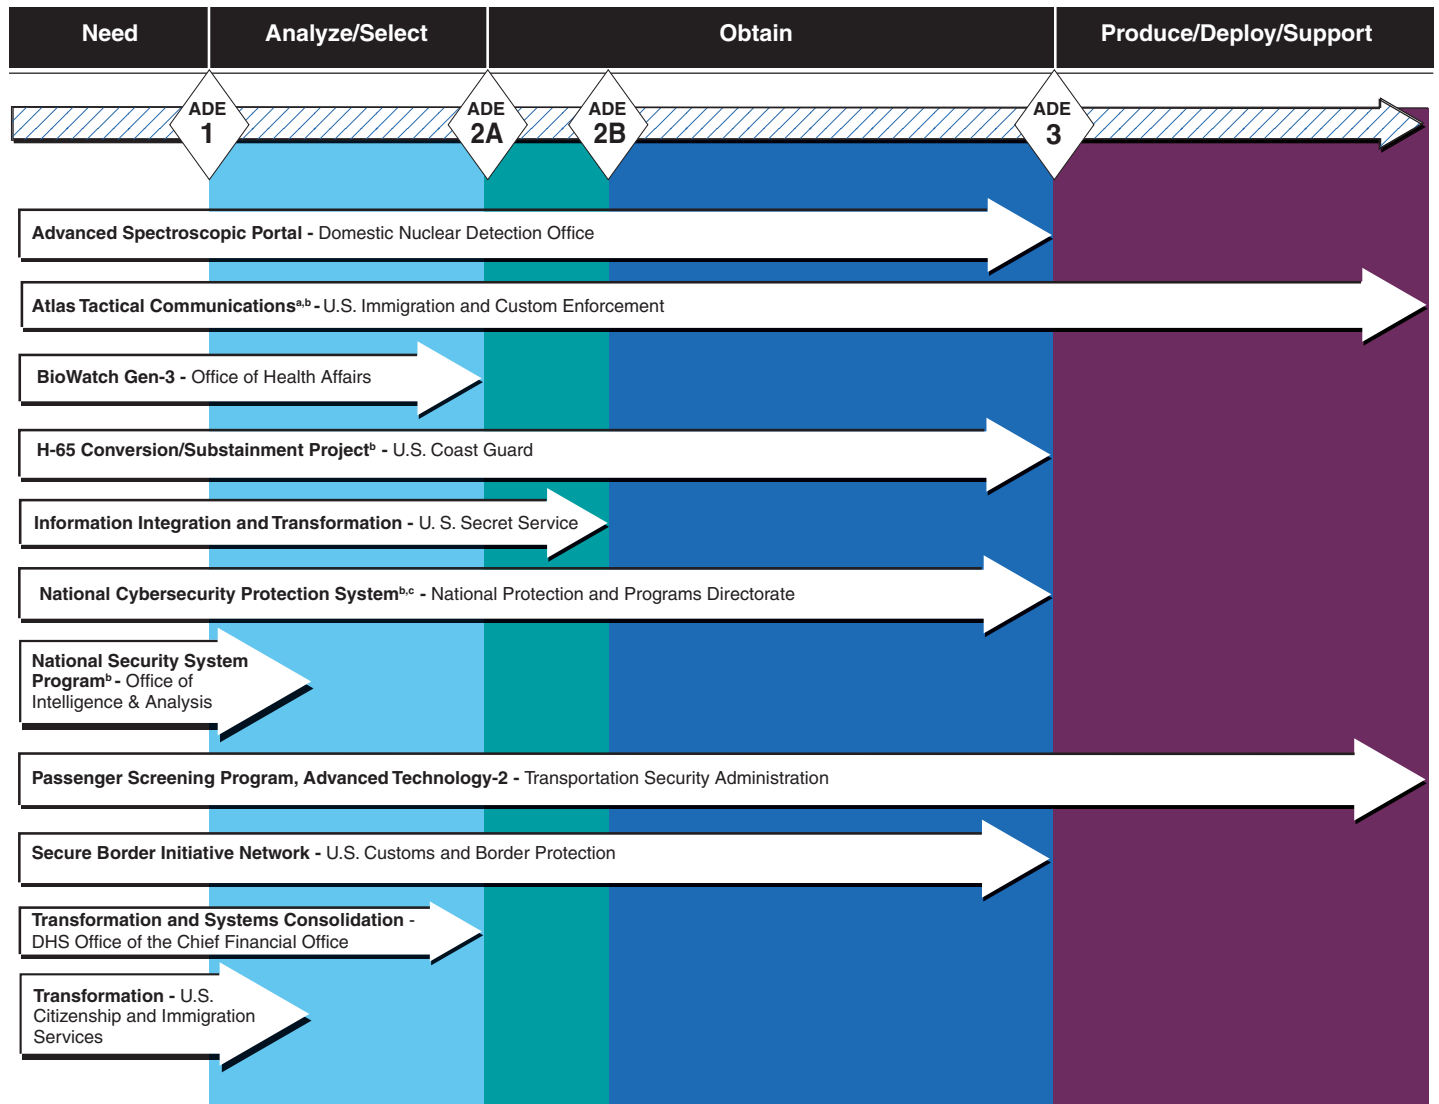 Need Analyze/Select Obtain Produce/Deploy/Support
ADE ADE ADE ADE
1 2A 2B 3
Advanced Spectroscopic Portal - Domestic Nuclear Detection Office
Atlas Tactical Communications a,b - U.S. Immigration and Custom Enforcement
BioWatch Gen-3 - Office of Health Affairs
H-65 Conversion/Substainment Project b - U.S. Coast Guard
Information Integration and Transformation - U. S. Secret Service
National Cybersecurity Protection System b,c - National Protection and Programs Directorate
National Security System
Program b - Office of
Intelligence & Analysis
Passenger Screening Program, Advanced Technology-2 - Transportation Security Administration
Secure Border Initiative Network - U.S. Customs and Border Protection
Transformation and Systems Consolidation -
DHS Office of the Chief Financial Office
Transformation - U.S.
Citizenship and Immigration
Services